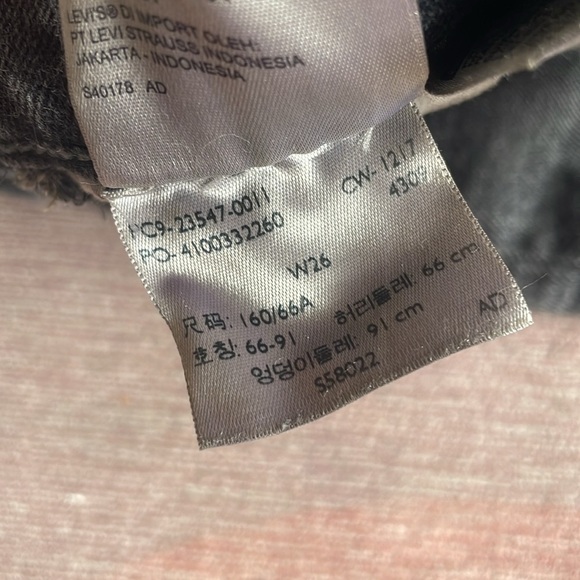 LEVI'S® DI IMPORT OLEH:
PT LEVI STRAUSS INDONESIA
JAKARTA - INDONESIA
S40178 AD
PC9-23547-0011 CW-1217
PO-4100332260 4309
W26
尺码: 160/66A 허리둘레: 66 cm
호칭: 66-91 엉덩이둘레: 91 cm AD
S58022